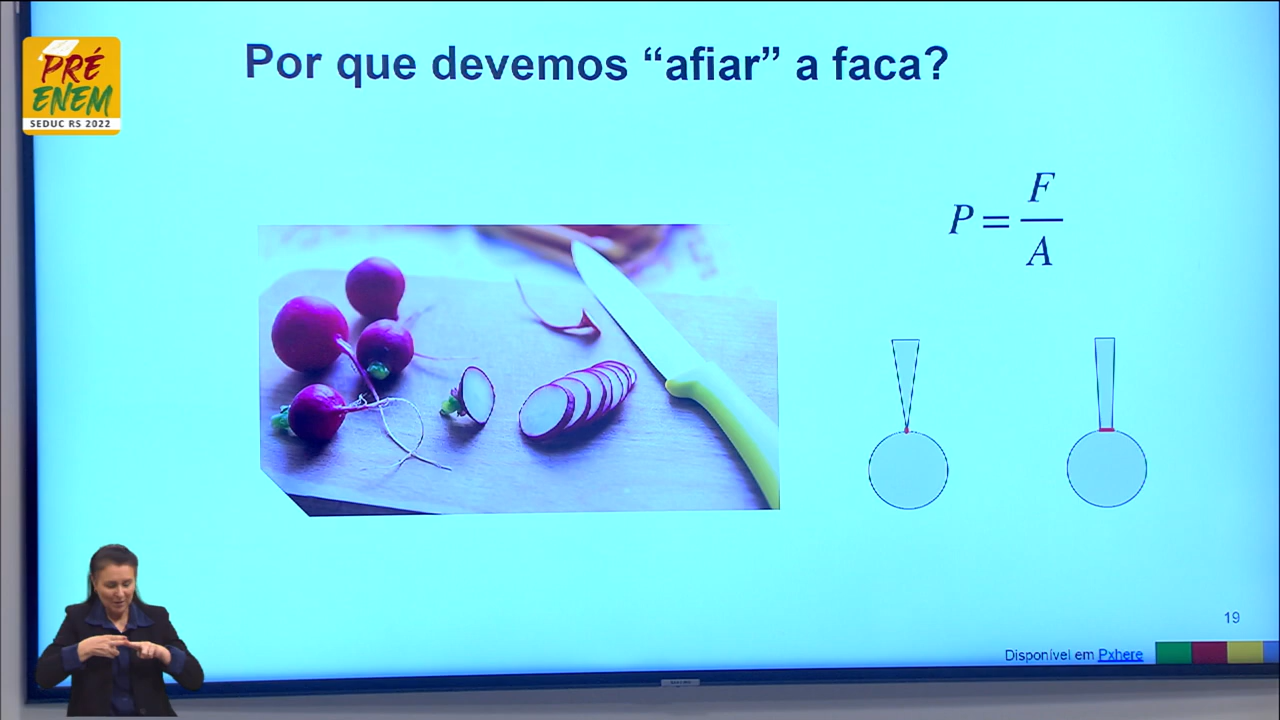 PRÉ
ENEM
SEDUC RS 2022
Por que devemos “afiar” a faca?
P = F
A
19
Disponível em Pxhere